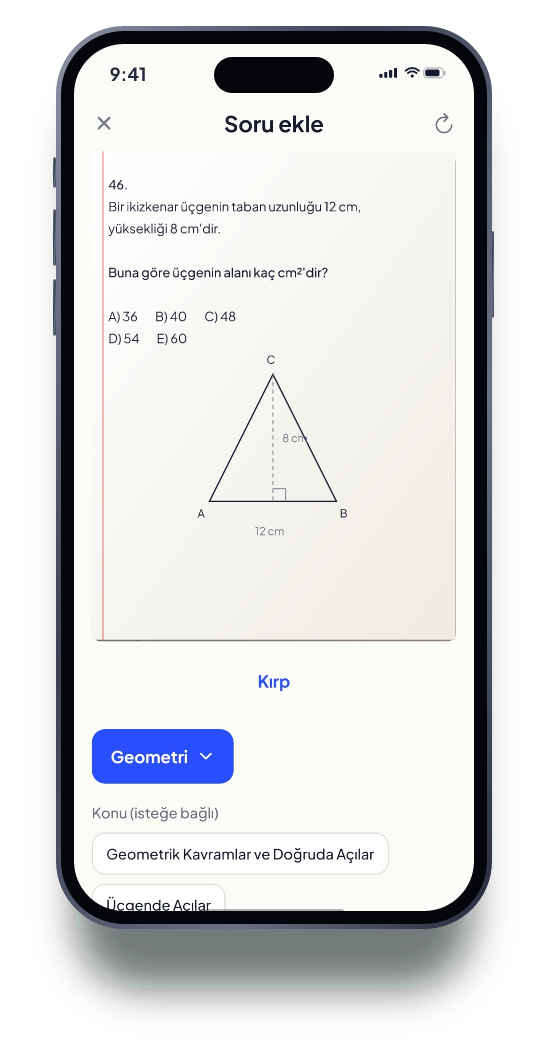 9:41
Soru ekle
46.
Bir ikizkenar üçgenin taban uzunluğu 12 cm,
yüksekliği 8 cm'dir.
Buna göre üçgenin alanı kaç cm²'dir?
A) 36 B) 40 C) 48
D) 54 E) 60
C
8 cm
A B
12 cm
Kırp
Geometri
Konu (isteğe bağlı)
Geometrik Kavramlar ve Doğruda Açılar
Üçgende Açılar